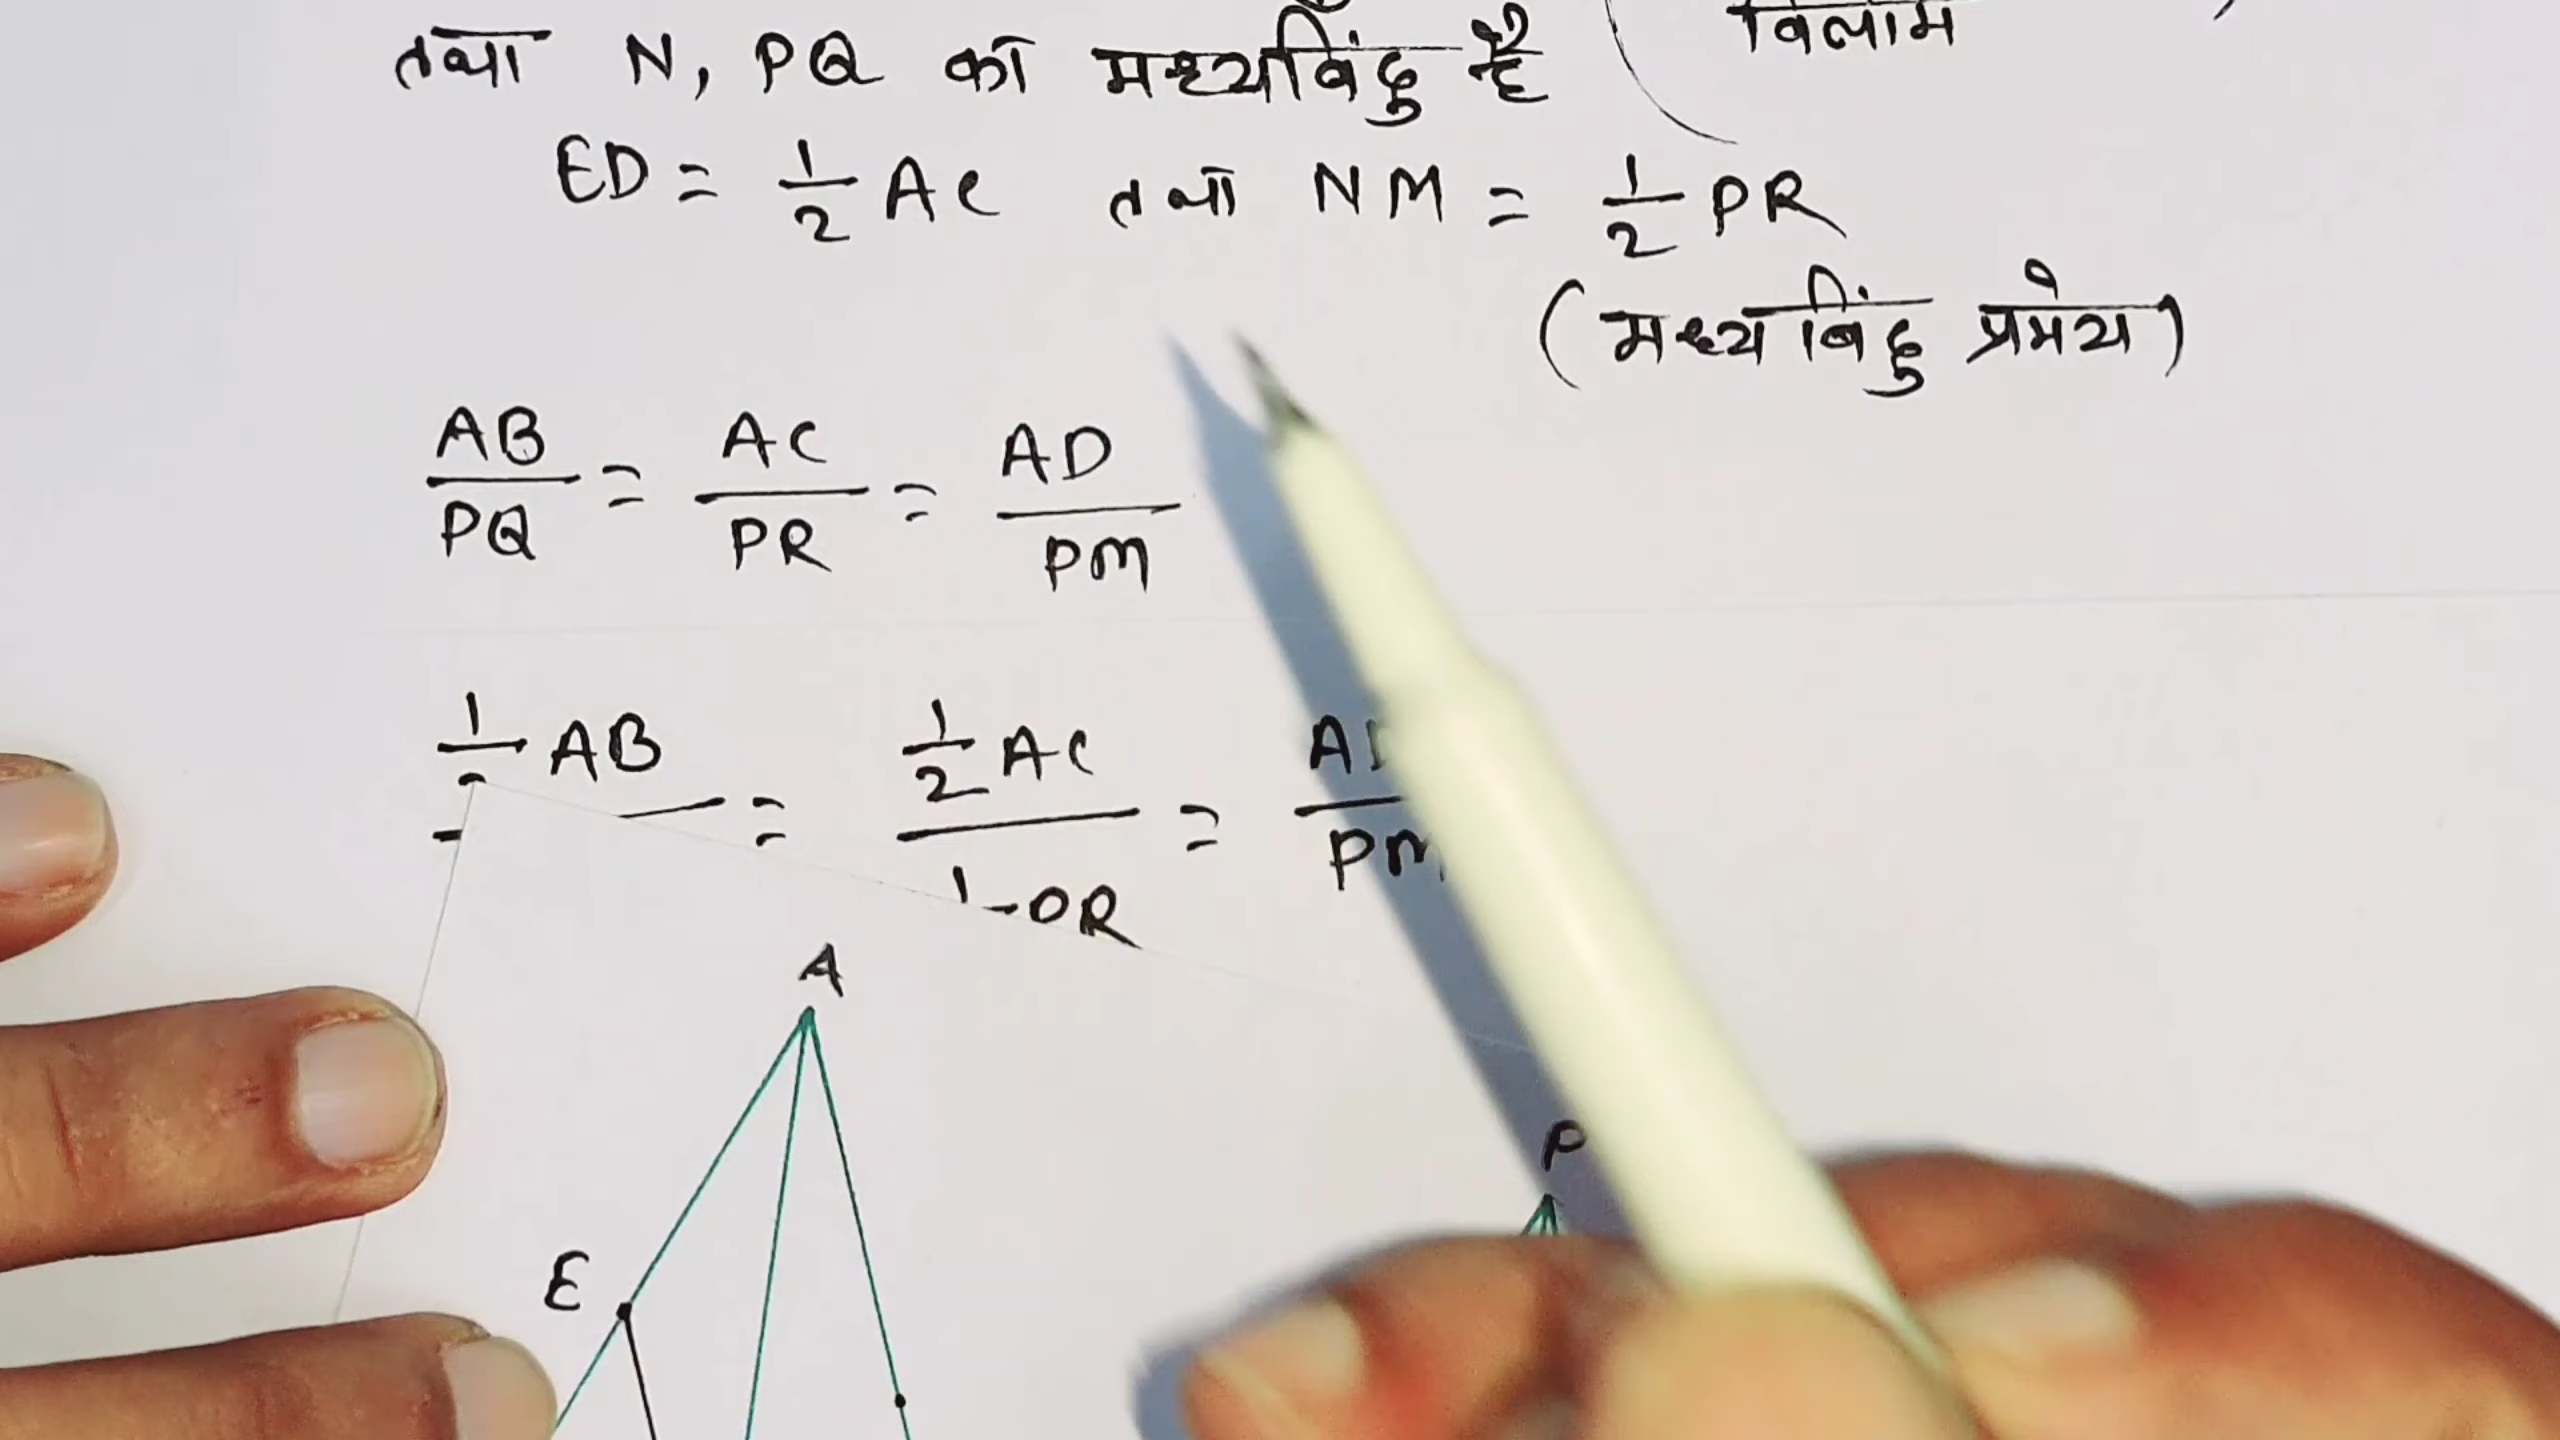 विलोम
तथा N, PQ का मध्यबिंदु है
ED = 1/2 AC तथा NM = 1/2 PR
(मध्यबिंदु प्रमेय)
AB/PQ = AC/PR = AD/PM
1/2 AB = 1/2 AC = AD
PM
A
P
E